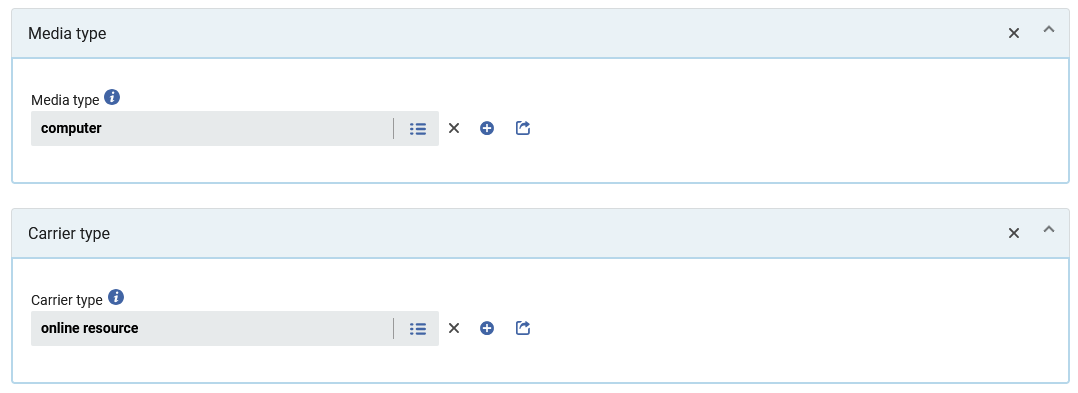 Media type
Media type
computer
Carrier type
Carrier type
online resource